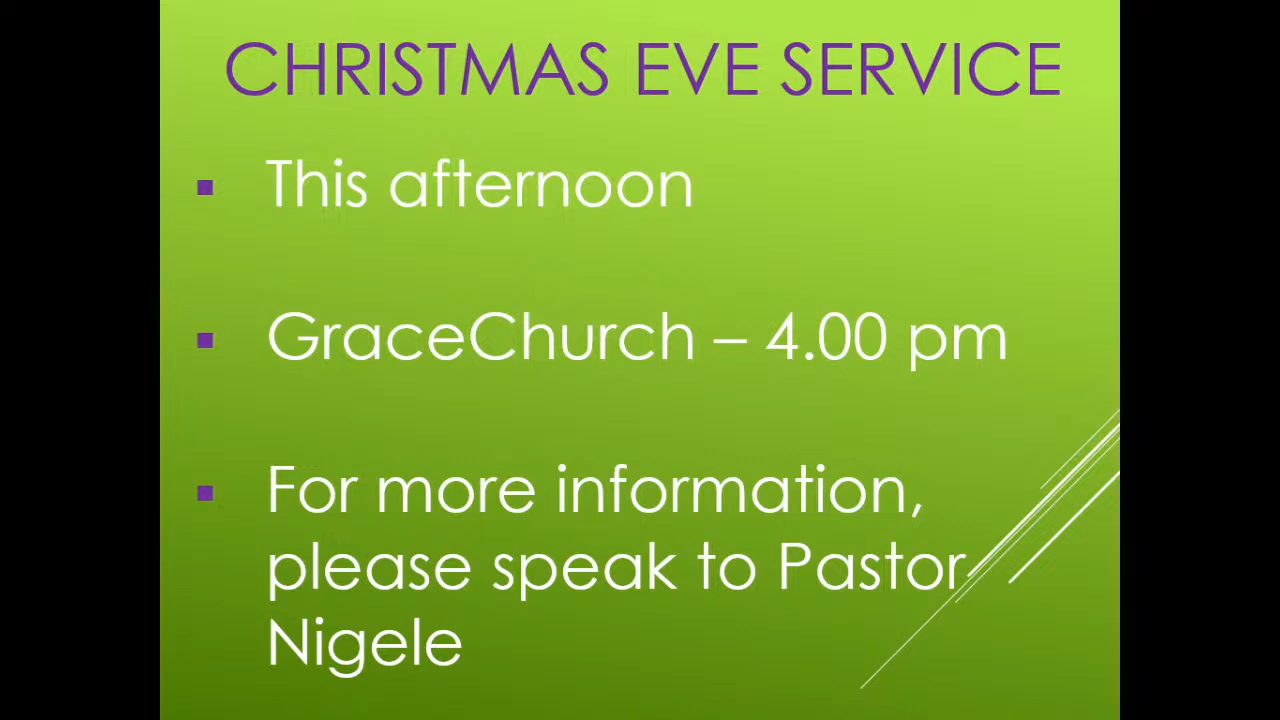 CHRISTMAS EVE SERVICE
This afternoon
GraceChurch – 4.00 pm
For more information,
please speak to Pastor
Nigele